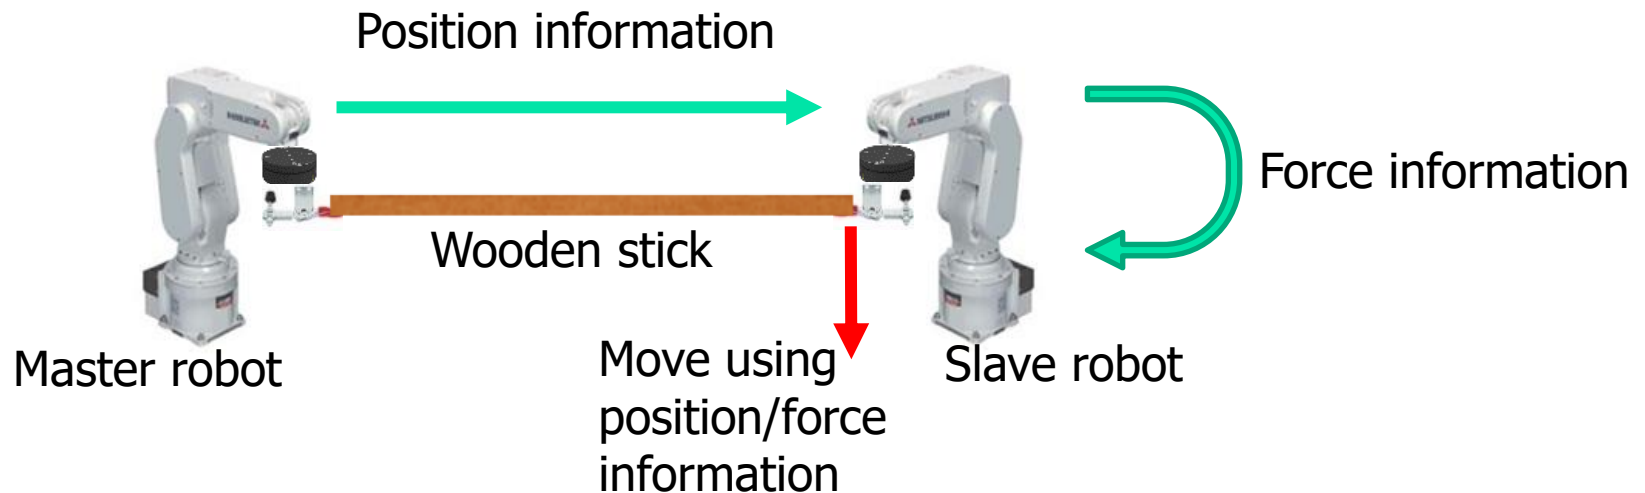 Position information
Force information
Wooden stick
Master robot
Move using
position/force
information
Slave robot